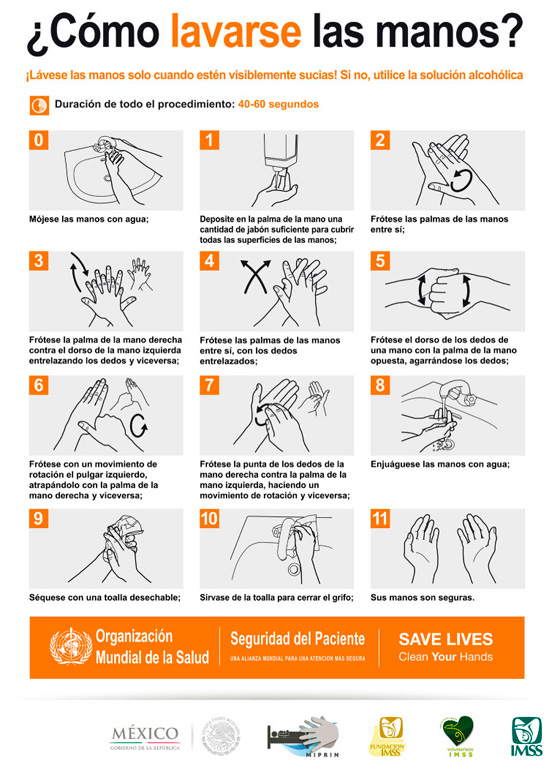 ¿Cómo lavarse las manos?
¡Lávese las manos solo cuando estén visiblemente sucias! Si no, utilice la solución alcohólica
Duración de todo el procedimiento: 40-60 segundos
0
Mójese las manos con agua;
1
Deposite en la palma de la mano una
cantidad de jabón suficiente para cubrir
todas las superficies de las manos;
2
Frótese las palmas de las manos
entre sí;
3
Frótese la palma de la mano derecha
contra el dorso de la mano izquierda
entrelazando los dedos y viceversa;
4
Frótese las palmas de las manos
entre sí, con los dedos
entrelazados;
5
Frótese el dorso de los dedos de
una mano con la palma de la mano
opuesta, agarrándose los dedos;
6
Frótese con un movimiento de
rotación el pulgar izquierdo,
atrapándolo con la palma de la
mano derecha y viceversa;
7
Frótese la punta de los dedos de la
mano derecha contra la palma de la
mano izquierda, haciendo un
movimiento de rotación y viceversa;
8
Enjuáguese las manos con agua;
9
Séquese con una toalla desechable;
10
Sírvase de la toalla para cerrar el grifo;
11
Sus manos son seguras.
Organización
Mundial de la Salud
Seguridad del Paciente
UNA ALIANZA MUNDIAL PARA UNA ATENCION MAS SEGURA
SAVE LIVES
Clean Your Hands
MÉXICO
GOBIERNO DE LA REPÚBLICA
MIPRIN
FUNDACIÓN
IMSS
voluntariado
IMSS
IMSS